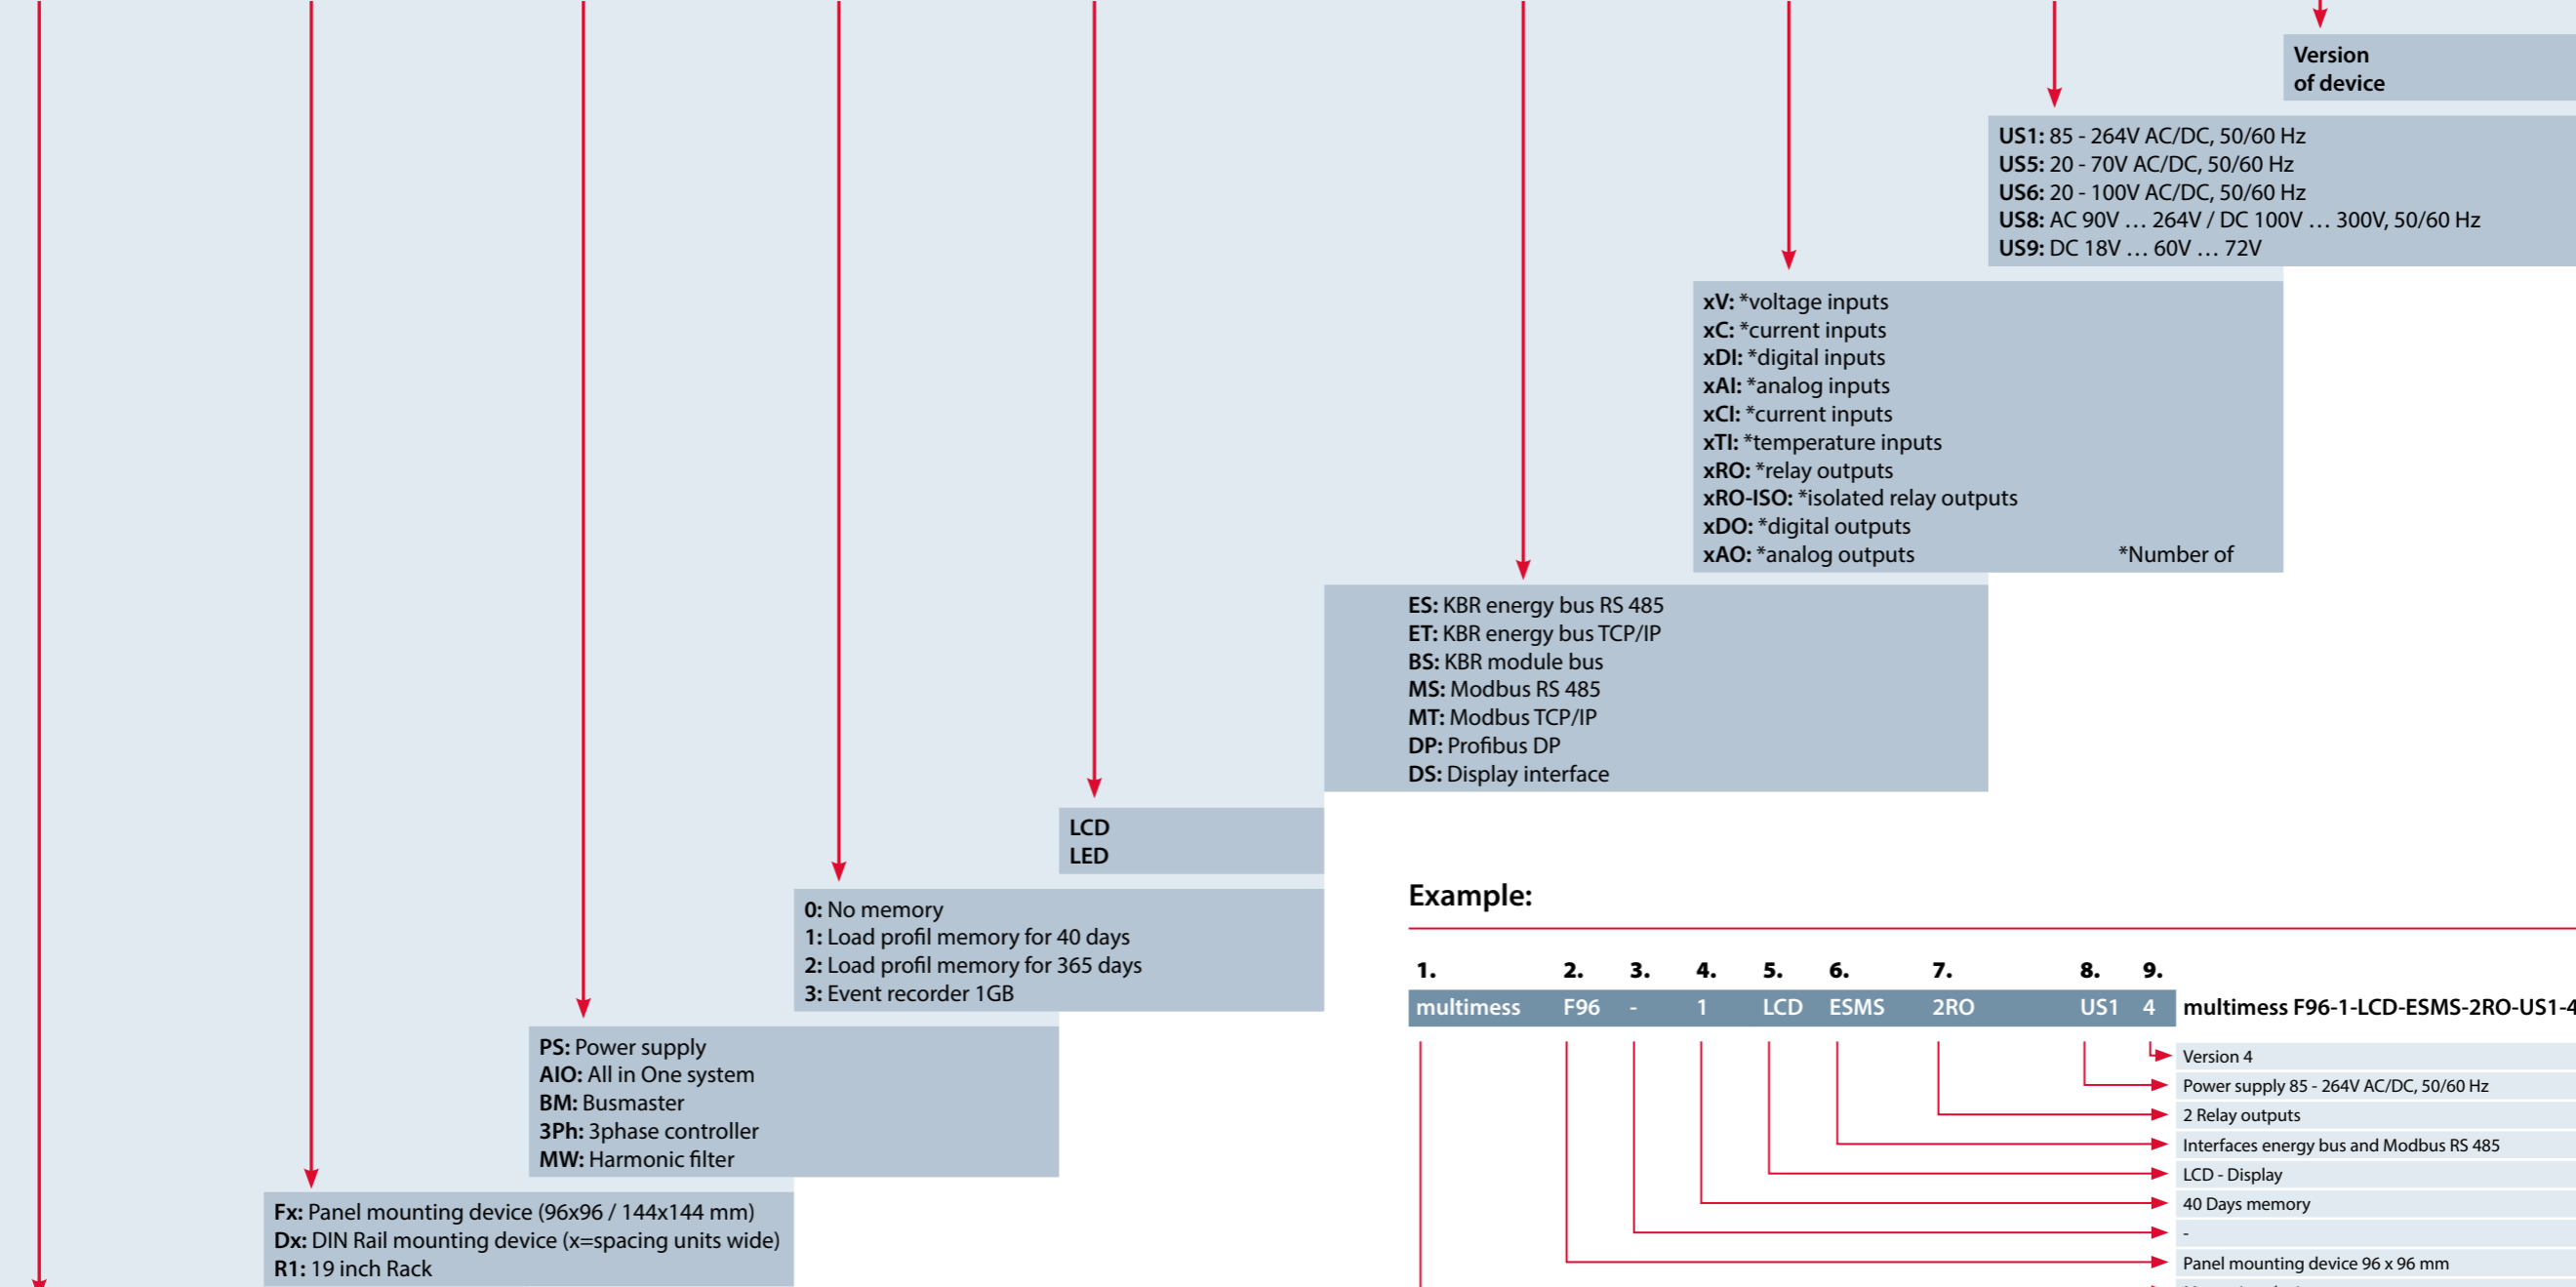 Version
of device
US1: 85 - 264V AC/DC, 50/60 Hz
US5: 20 - 70V AC/DC, 50/60 Hz
US6: 20 - 100V AC/DC, 50/60 Hz
US8: AC 90V … 264V / DC 100V … 300V, 50/60 Hz
US9: DC 18V … 60V … 72V
xV: *voltage inputs
xC: *current inputs
xDI: *digital inputs
xAI: *analog inputs
xCI: *current inputs
xTI: *temperature inputs
xRO: *relay outputs
xRO-ISO: *isolated relay outputs
xDO: *digital outputs
xAO: *analog outputs *Number of
ES: KBR energy bus RS 485
ET: KBR energy bus TCP/IP
BS: KBR module bus
MS: Modbus RS 485
MT: Modbus TCP/IP
DP: Profibus DP
DS: Display interface
LCD
LED
0: No memory
1: Load profil memory for 40 days
2: Load profil memory for 365 days
3: Event recorder 1GB
PS: Power supply
AIO: All in One system
BM: Busmaster
3Ph: 3phase controller
MW: Harmonic filter
Fx: Panel mounting device (96x96 / 144x144 mm)
Dx: DIN Rail mounting device (x=spacing units wide)
R1: 19 inch Rack
Example:
1. 2. 3. 4. 5. 6. 7. 8. 9.
multimess F96 - 1 LCD ESMS 2RO US1 4 multimess F96-1-LCD-ESMS-2RO-US1-4
Version 4
Power supply 85 - 264V AC/DC, 50/60 Hz
2 Relay outputs
Interfaces energy bus and Modbus RS 485
LCD - Display
40 Days memory
-
Panel mounting device 96 x 96 mm